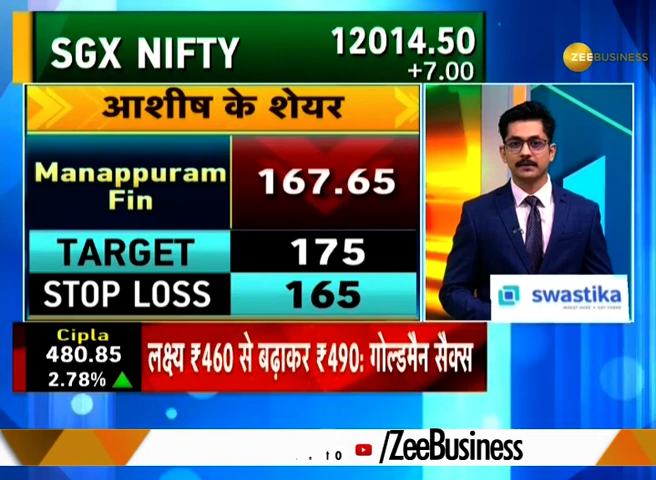 SGX NIFTY
12014.50
+7.00
ZEEBUSINESS
आशीष के शेयर
Manappuram Fin
167.65
TARGET
175
STOP LOSS
165
swastika
Cipla
480.85
2.78%
लक्ष्य ₹460 से बढ़ाकर ₹490: गोल्डमैन सैक्स
TO
/ZeeBusiness